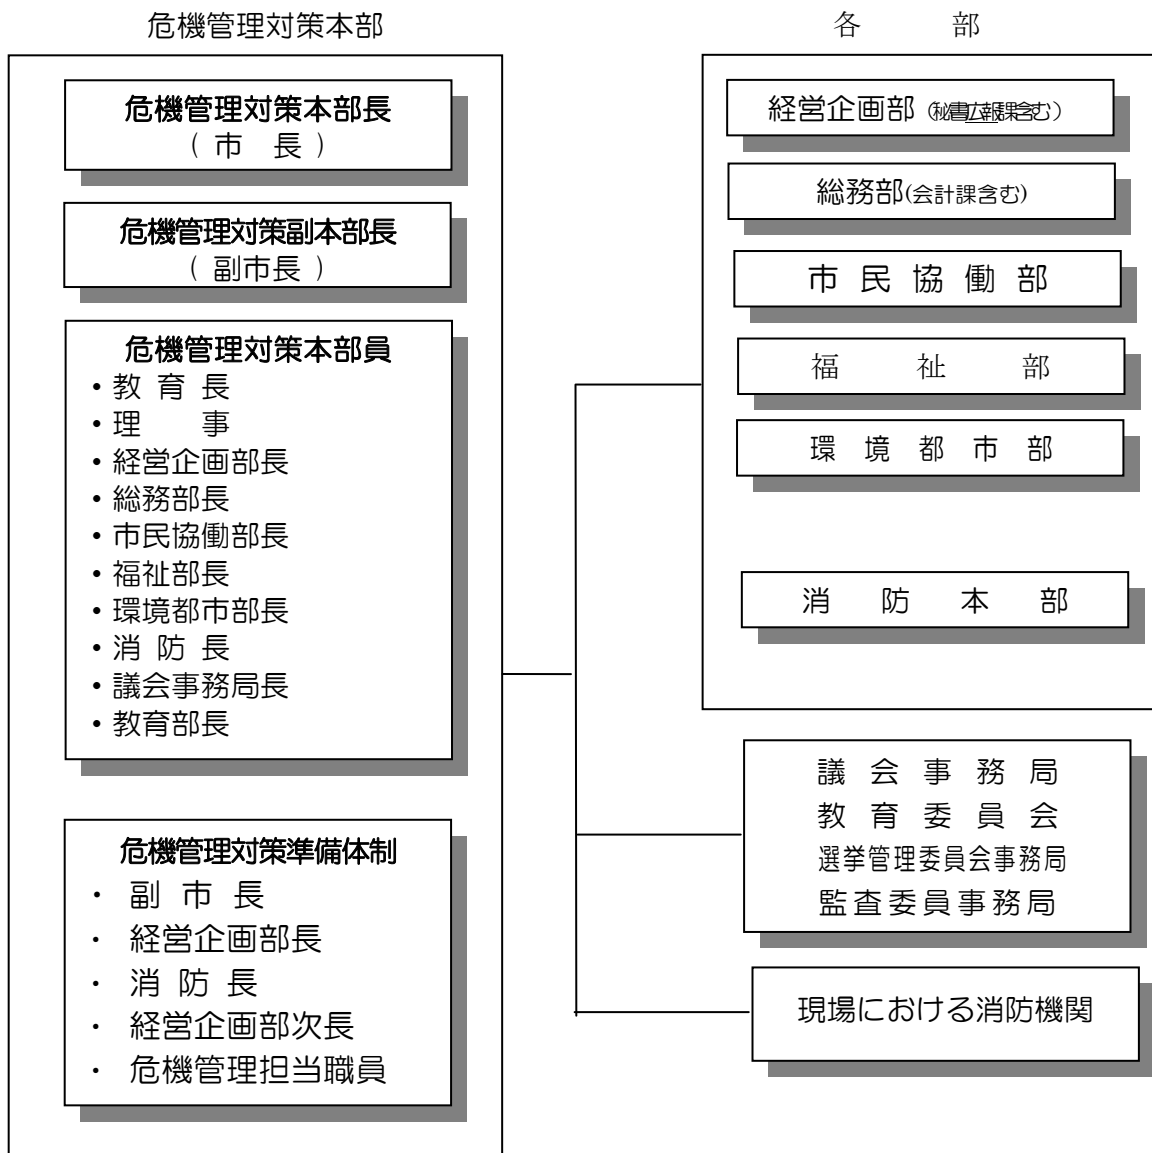 危機管理対策本部
危機管理対策本部長
（ 市　長 ）
危機管理対策副本部長
（ 副市長 ）
危機管理対策本部員
・教 育 長
・理　　事
・経営企画部長
・総務部長
・市民協働部長
・福祉部長
・環境都市部長
・消 防 長
・議会事務局長
・教育部長
危機管理対策準備体制
・ 副 市 長
・ 経営企画部長
・ 消 防 長
・ 経営企画部次長
・ 危機管理担当職員
各　　部
経営企画部（秘書広報課含む）
総務部(会計課含む)
市 民 協 働 部
福　祉　部
環 境 都 市 部
消　防　本　部
議 会 事 務 局
教 育 委 員 会
選挙管理委員会事務局
監査委員事務局
現場における消防機関